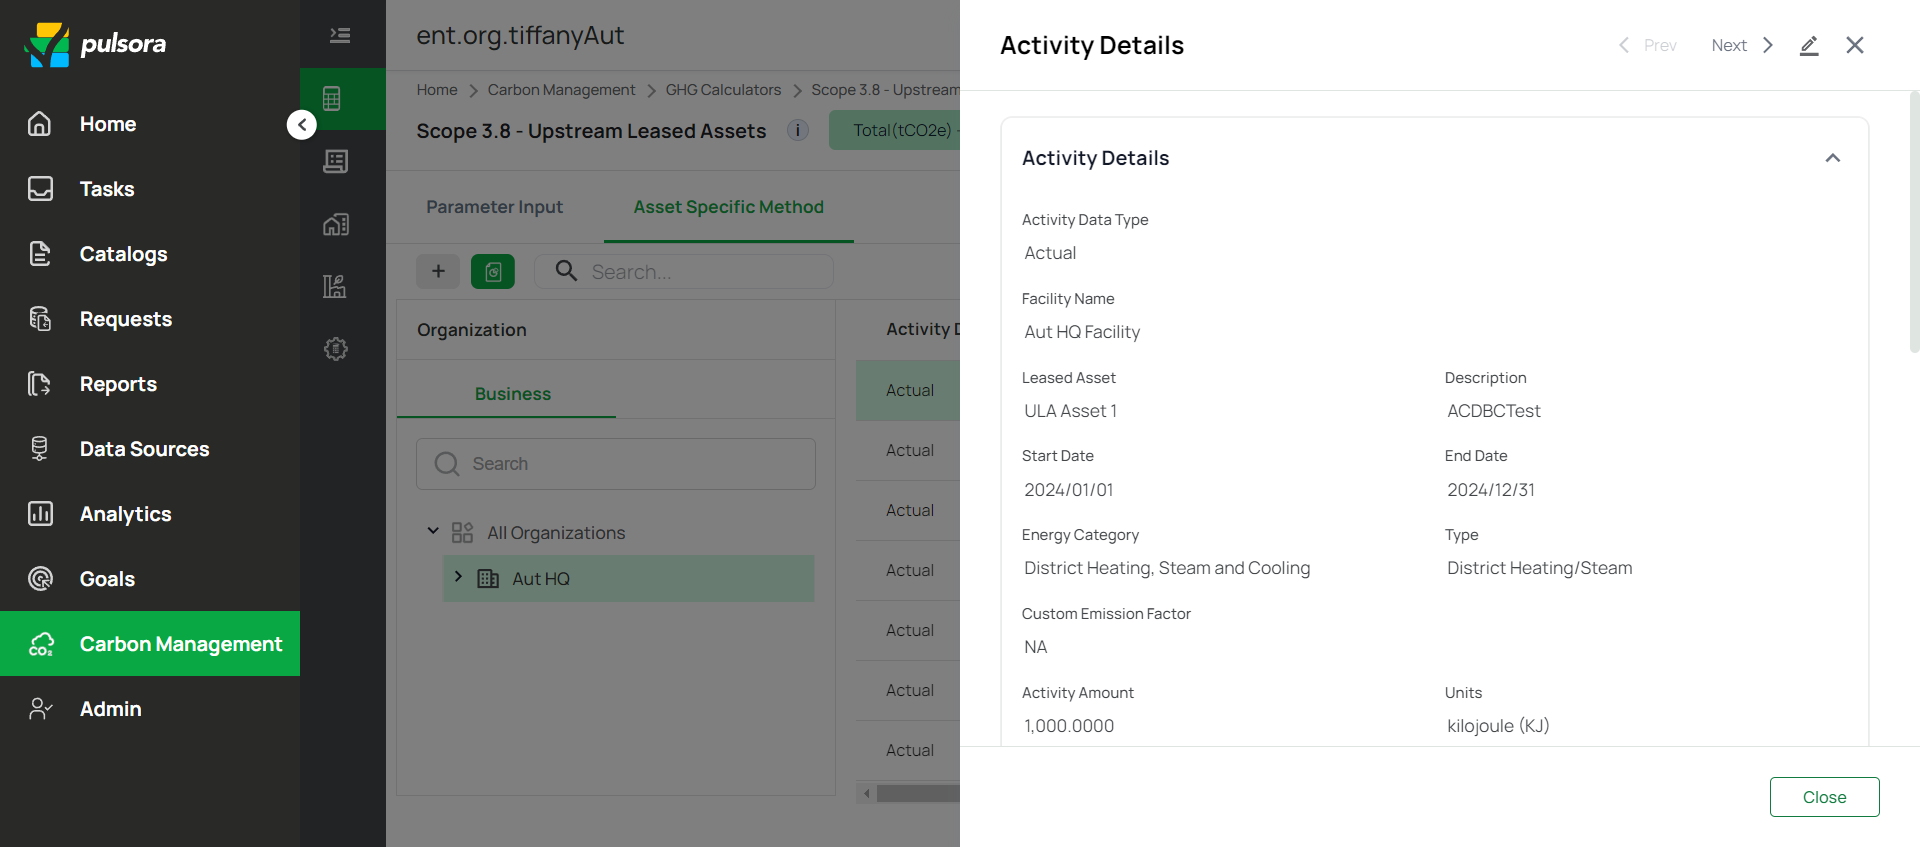 pulsora
Home
Tasks
Catalogs
Requests
Reports
Data Sources
Analytics
Goals
Carbon Management
Admin
ent.org.tiffanyAut
Home > Carbon Management > GHG Calculators > Scope 3.8 - Upstream
Scope 3.8 - Upstream Leased Assets i Total(tCO2e) -
Parameter Input Asset Specific Method
+ Search...
Organization
Business
Search
All Organizations
Aut HQ
Activity D
Actual
Actual
Actual
Actual
Actual
Actual
Actual
Activity Details
Prev Next
Activity Details
Activity Data Type
Actual
Facility Name
Aut HQ Facility
Leased Asset Description
ULA Asset 1 ACDBCTest
Start Date End Date
2024/01/01 2024/12/31
Energy Category Type
District Heating, Steam and Cooling District Heating/Steam
Custom Emission Factor
NA
Activity Amount Units
1,000.0000 kilojoule (KJ)
Close